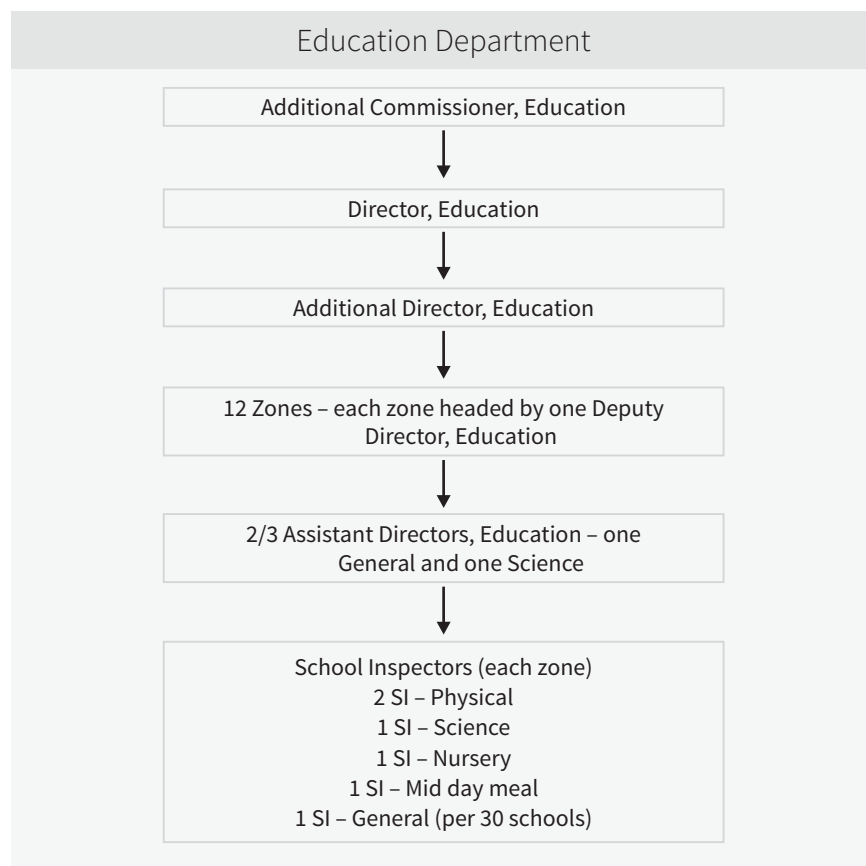 Education Department
Additional Commissioner, Education
Director, Education
Additional Director, Education
12 Zones – each zone headed by one Deputy
Director, Education
2/3 Assistant Directors, Education – one
General and one Science
School Inspectors (each zone)
2 SI – Physical
1 SI – Science
1 SI – Nursery
1 SI – Mid day meal
1 SI – General (per 30 schools)